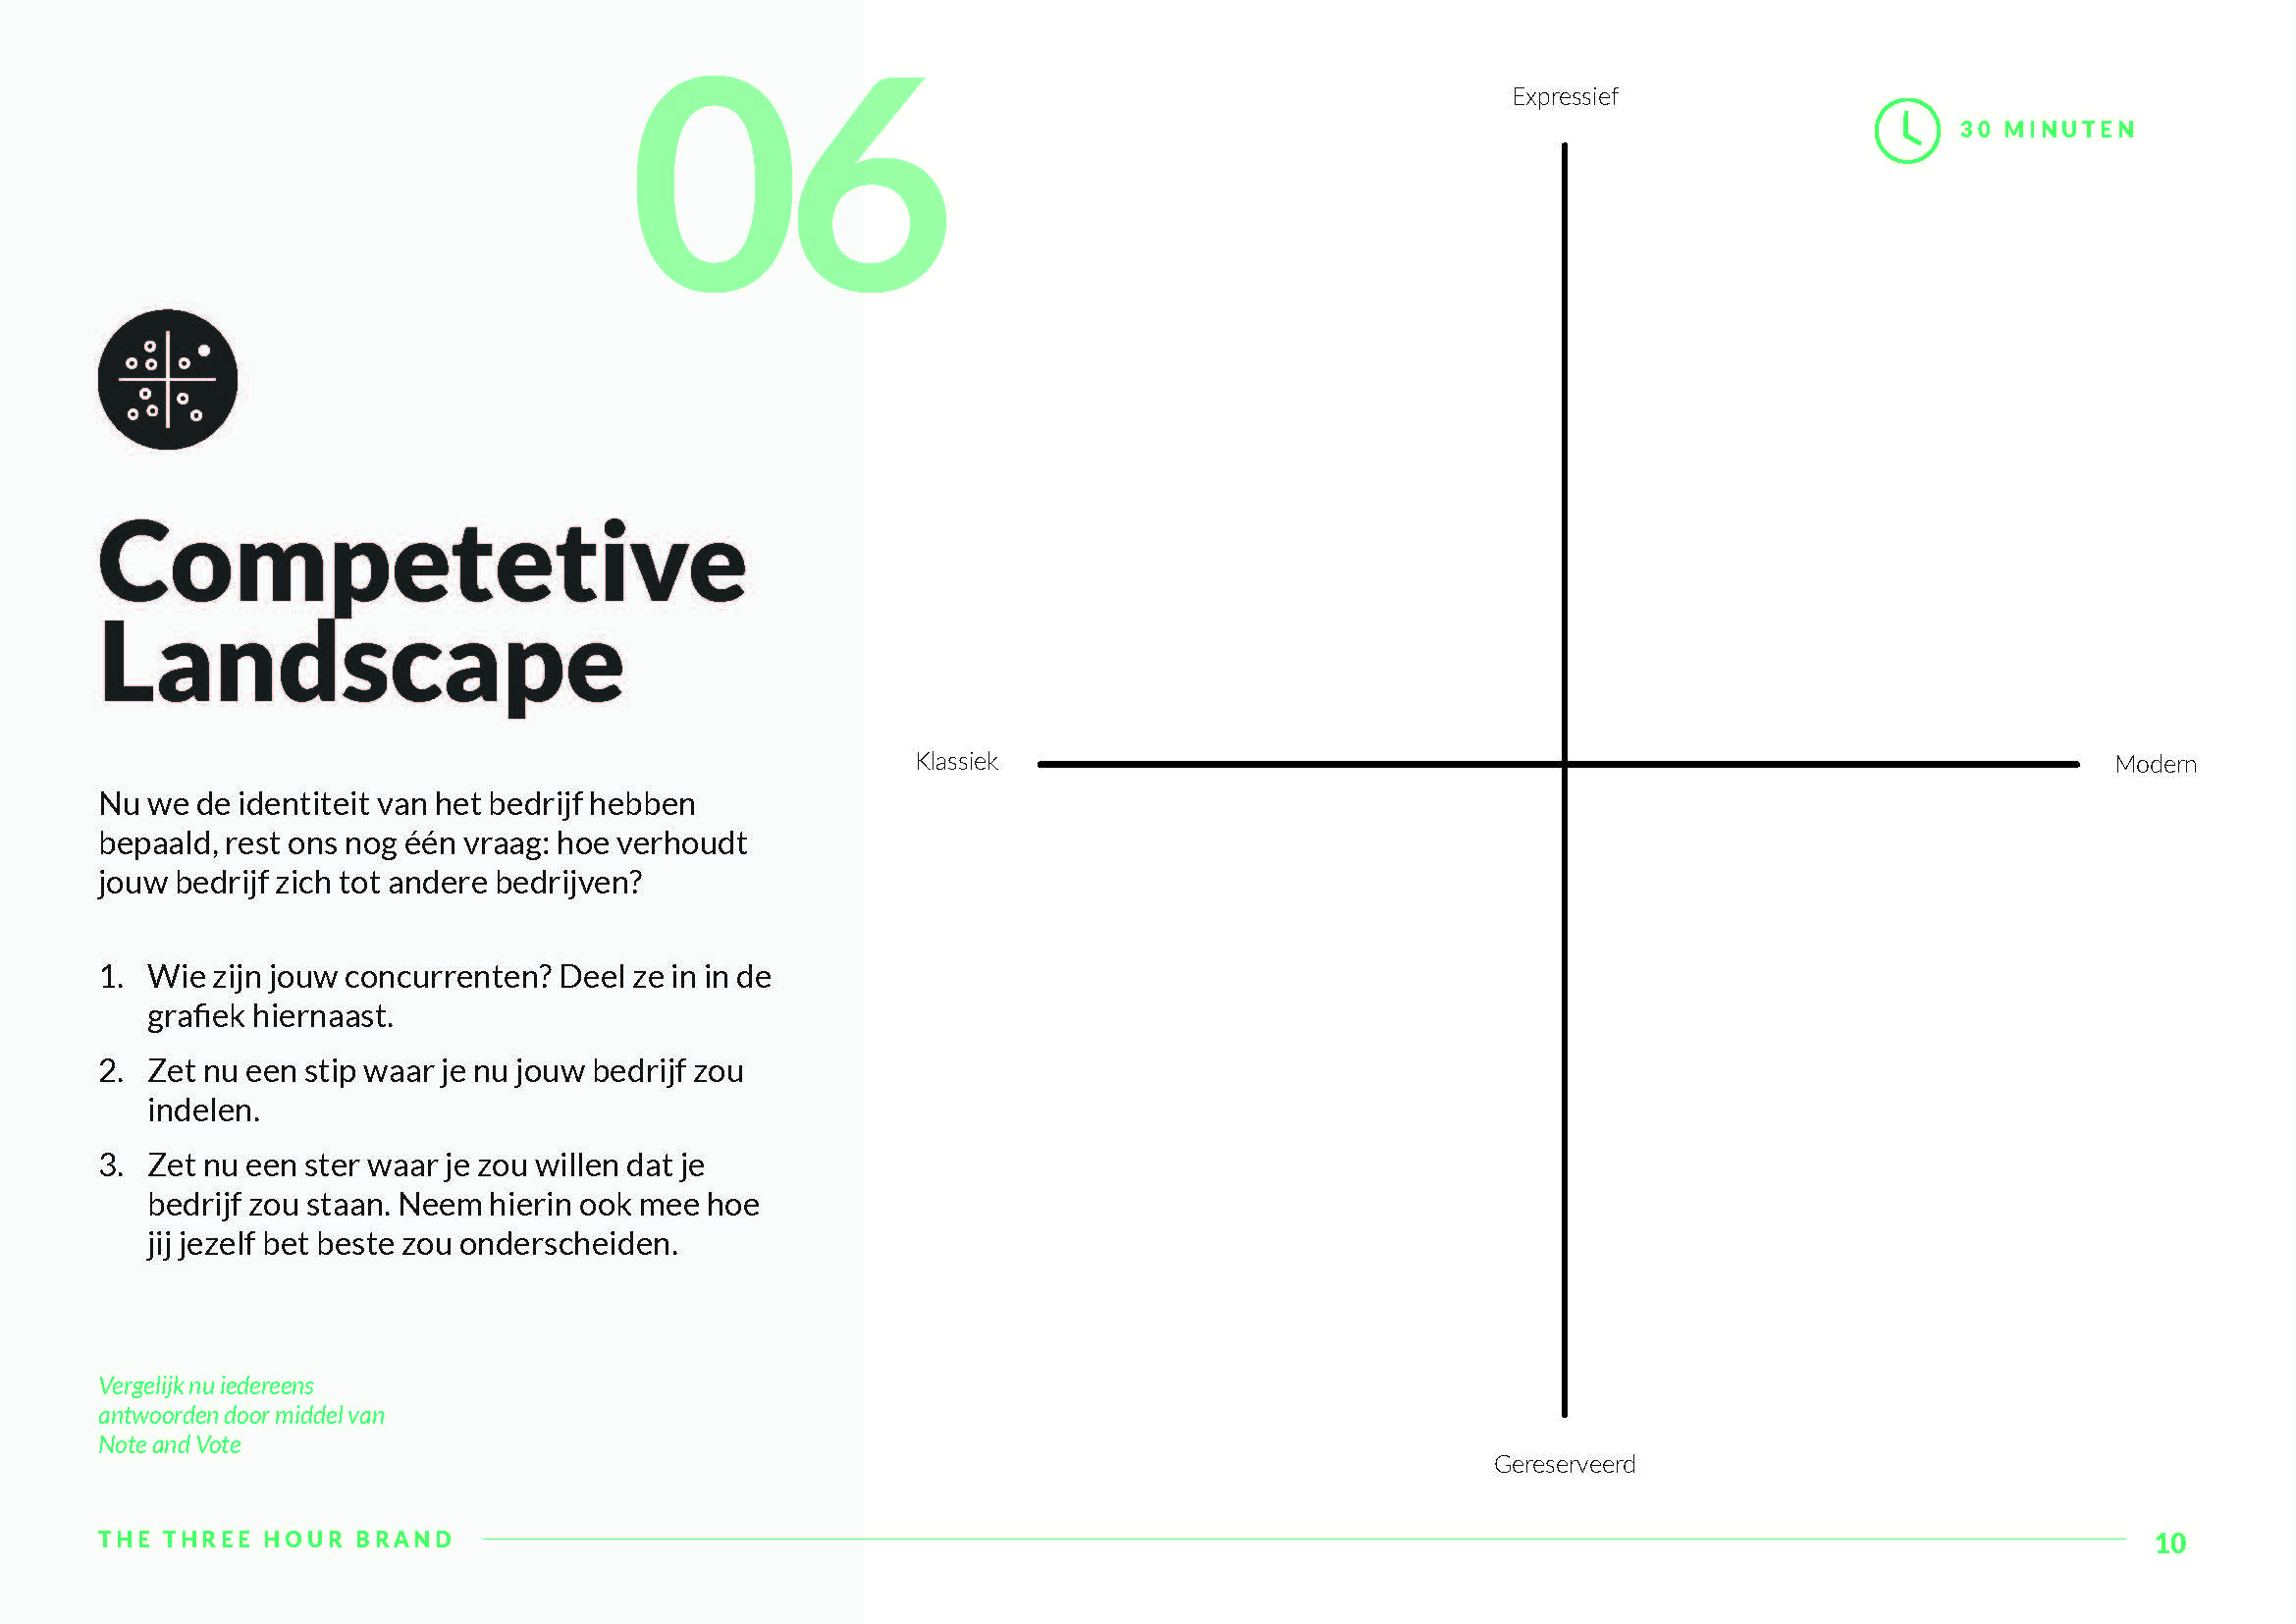 06
Competetive
Landscape
Nu we de identiteit van het bedrijf hebben
bepaald, rest ons nog één vraag: hoe verhoudt
jouw bedrijf zich tot andere bedrijven?
1. Wie zijn jouw concurrenten? Deel ze in in de
grafiek hiernaast.
2. Zet nu een stip waar je nu jouw bedrijf zou
indelen.
3. Zet nu een ster waar je zou willen dat je
bedrijf zou staan. Neem hierin ook mee hoe
jij jezelf bet beste zou onderscheiden.
Vergelijk nu iedereens
antwoorden door middel van
Note and Vote
Expressief
30 MINUTEN
Klassiek
Modern
Gereserveerd
THE THREE HOUR BRAND
10